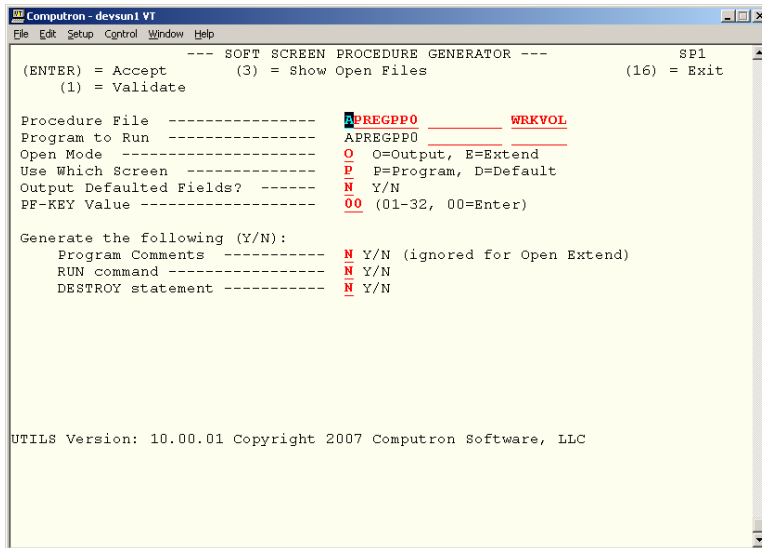 Computron - devsun1 VT
File Edit Setup Control Window Help
--- SOFT SCREEN PROCEDURE GENERATOR --- SP1
(ENTER) = Accept (3) = Show Open Files (16) = Exit
(1) = Validate
Procedure File ---------------- APREGPP0 ________ WRKVOL
Program to Run ---------------- APREGPP0 ________ ______
Open Mode --------------------- O O=Output, E=Extend
Use Which Screen -------------- P P=Program, D=Default
Output Defaulted Fields? ------ N Y/N
PF-KEY Value ------------------- 00 (01-32, 00=Enter)
Generate the following (Y/N):
Program Comments ----------- N Y/N (ignored for Open Extend)
RUN command ----------------- N Y/N
DESTROY statement ----------- N Y/N
UTILS Version: 10.00.01 Copyright 2007 Computron Software, LLC